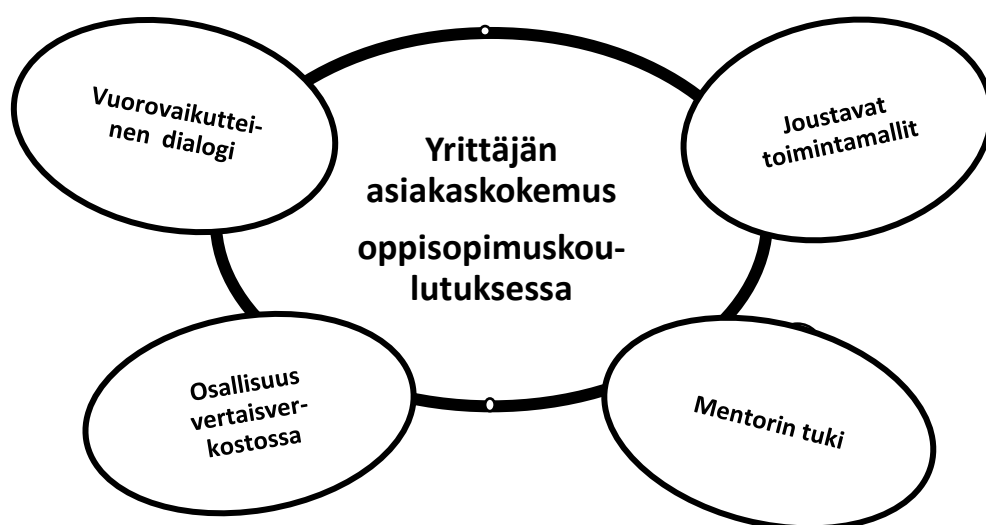 Vuorovaikuttei-
nen dialogi
Joustavat
toimintamallit
Yrittäjän
asiakaskokemus
oppisopimuskou-
lutuksessa
Osallisuus
vertaisver-
kostossa
Mentorin tuki